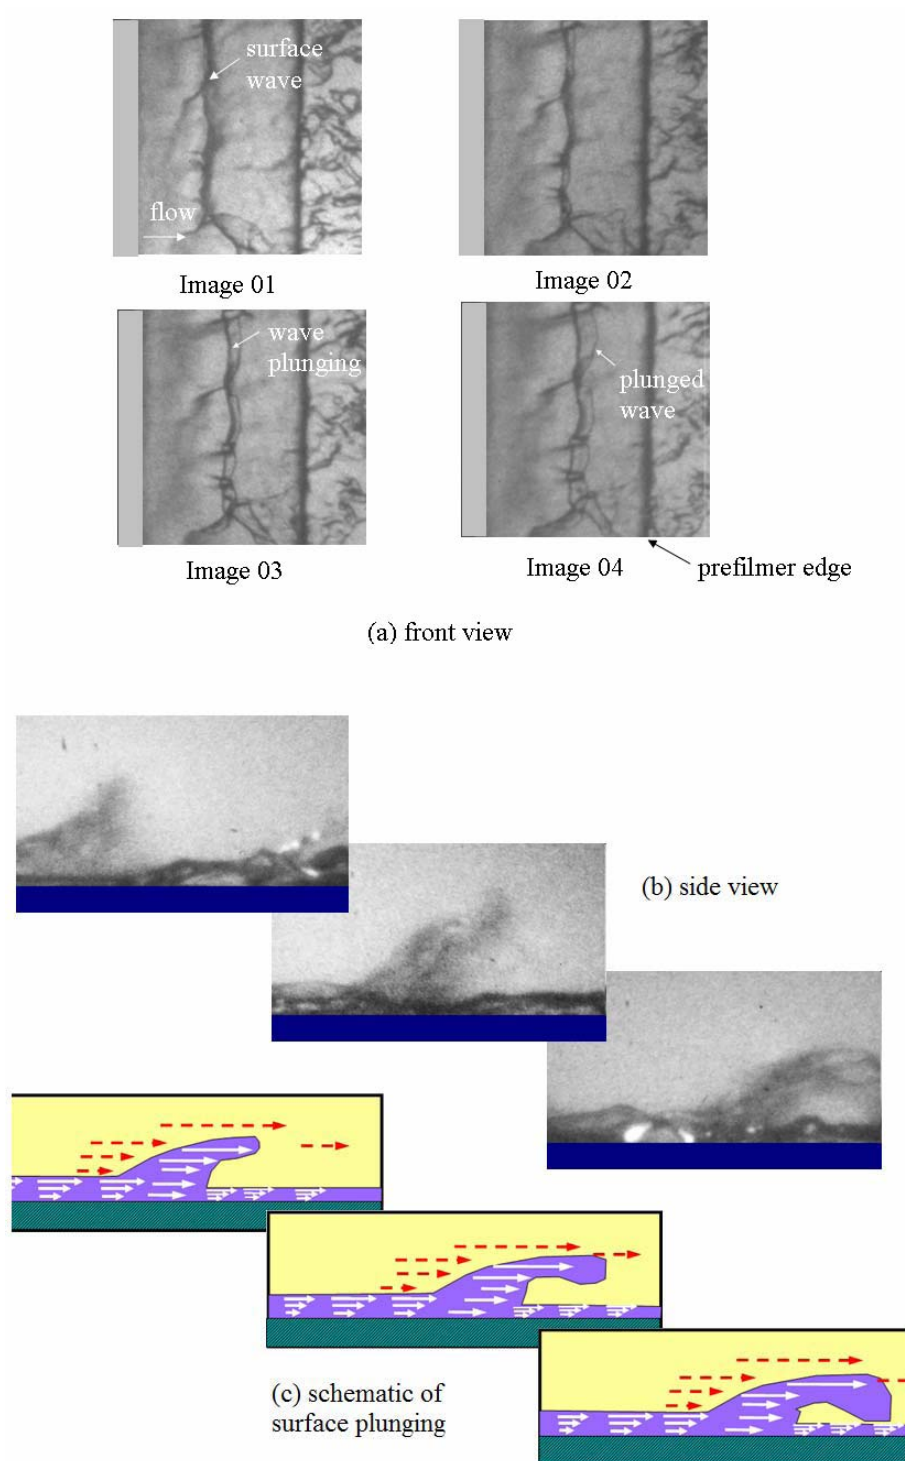 surface
wave
flow
Image 01
Image 02
wave
plunging
plunged
wave
Image 03
Image 04
prefilmer edge
(a) front view
(b) side view
(c) schematic of
surface plunging